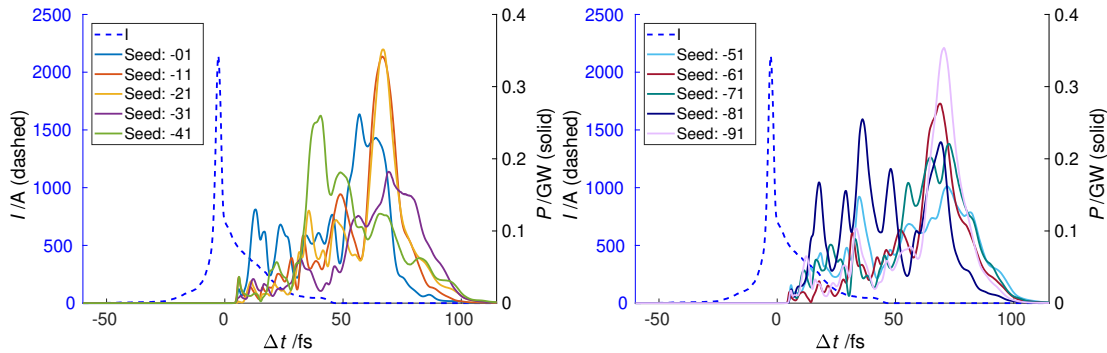 2500
2000
1500
1000
500
0
I /A (dashed)
I
Seed: -01
Seed: -11
Seed: -21
Seed: -31
Seed: -41
0.4
0.3
0.2
0.1
0
P/GW (solid)
-50
0
50
100
Δt /fs
2500
2000
1500
1000
500
0
I /A (dashed)
I
Seed: -51
Seed: -61
Seed: -71
Seed: -81
Seed: -91
0.4
0.3
0.2
0.1
0
P/GW (solid)
-50
0
50
100
Δt /fs